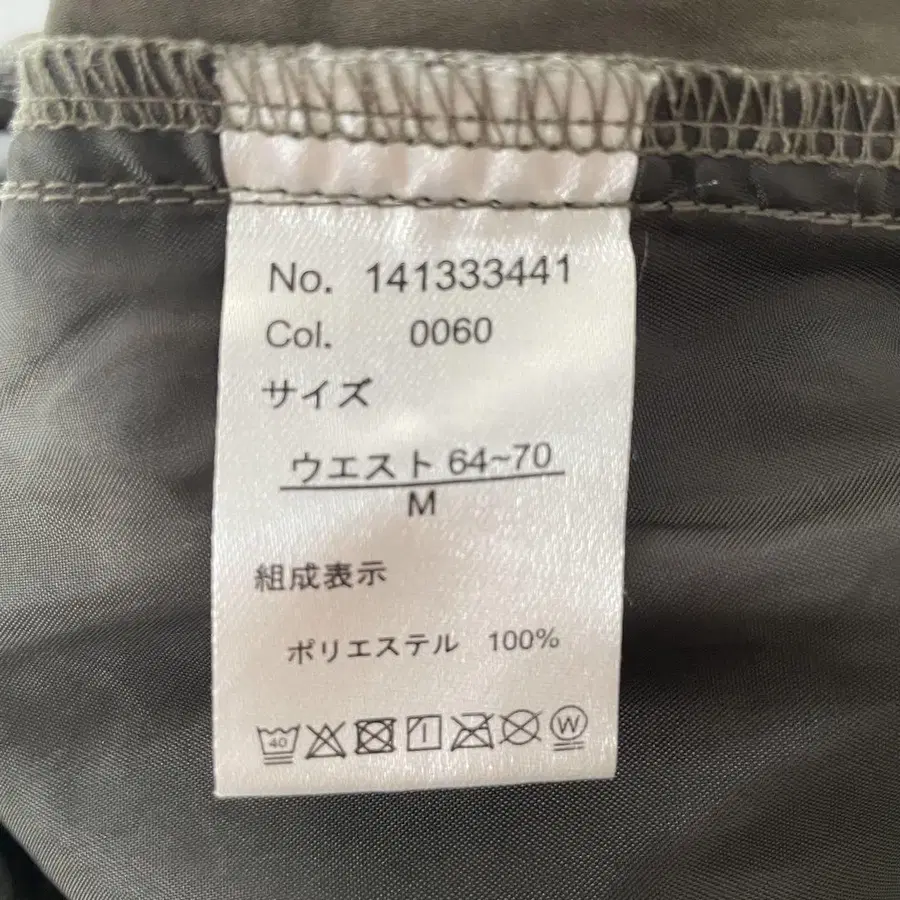 No. 141333441
Col. 0060
サイズ
ウエスト 64~70
M
組成表示
ポリエステル 100%
40 W